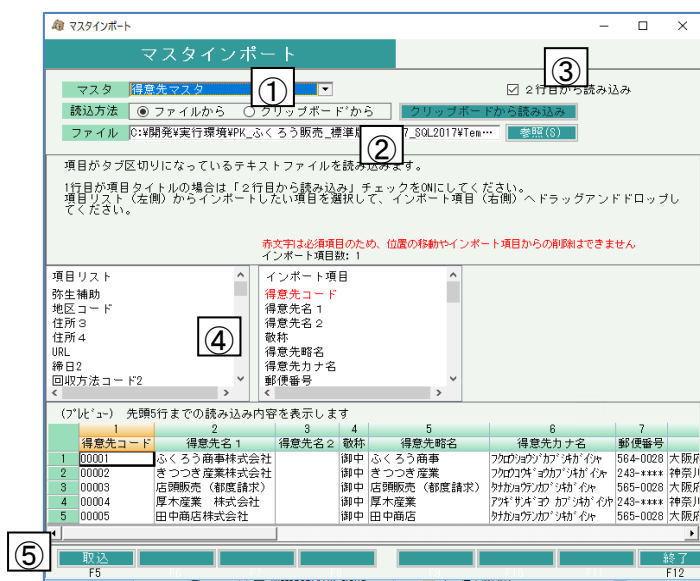 マスタインポート
マスタインポート
マスタ 得意先マスタ ① ③ ☑ 2行目から読み込み
読込方法 ファイルから クリップボードから クリップボードから読み込み
ファイル C:¥開発¥実行環境¥PK_ふくろう販売_標準 7_SQL2017¥Tem… 参照(S)
②
項目がタブ区切りになっているテキストファイルを読み込みます。
1行目が項目タイトルの場合は「2行目から読み込み」チェックをONにしてください。
項目リスト（左側）からインポートしたい項目を選択して、インポート項目（右側）へドラッグアンドドロップし
てください。
赤文字は必須項目のため、位置の移動やインポート項目からの削除はできません
インポート項目数: 1
項目リスト
弥生補助
地区コード
住所3
住所4
URL
締日2
回収方法コード2
④
インポート項目
得意先コード
得意先名1
得意先名2
敬称
得意先略名
得意先カナ名
郵便番号
(プレビュー) 先頭5行までの読み込み内容を表示します
1 2 3 4 5 6 7
得意先コード 得意先名1 得意先名2 敬称 得意先略名 得意先カナ名 郵便番号
1 00001 ふくろう商事株式会社 御中 ふくろう商事 フクロウショウジカブシキガイシャ 564-0028 大阪府
2 00002 きつつき産業株式会社 御中 きつつき産業 243-**** 神奈川
3 00003 店頭販売（都度請求） 御中 店頭販売（都度請求） 565-0028 大阪府
4 00004 厚木産業 株式会社 御中 厚木産業 アツギサンギョウ カブシキガイシャ 243-**** 神奈川
5 00005 田中商店株式会社 御中 田中商店 565-0028 大阪府
⑤
取込 終了
F5 F12